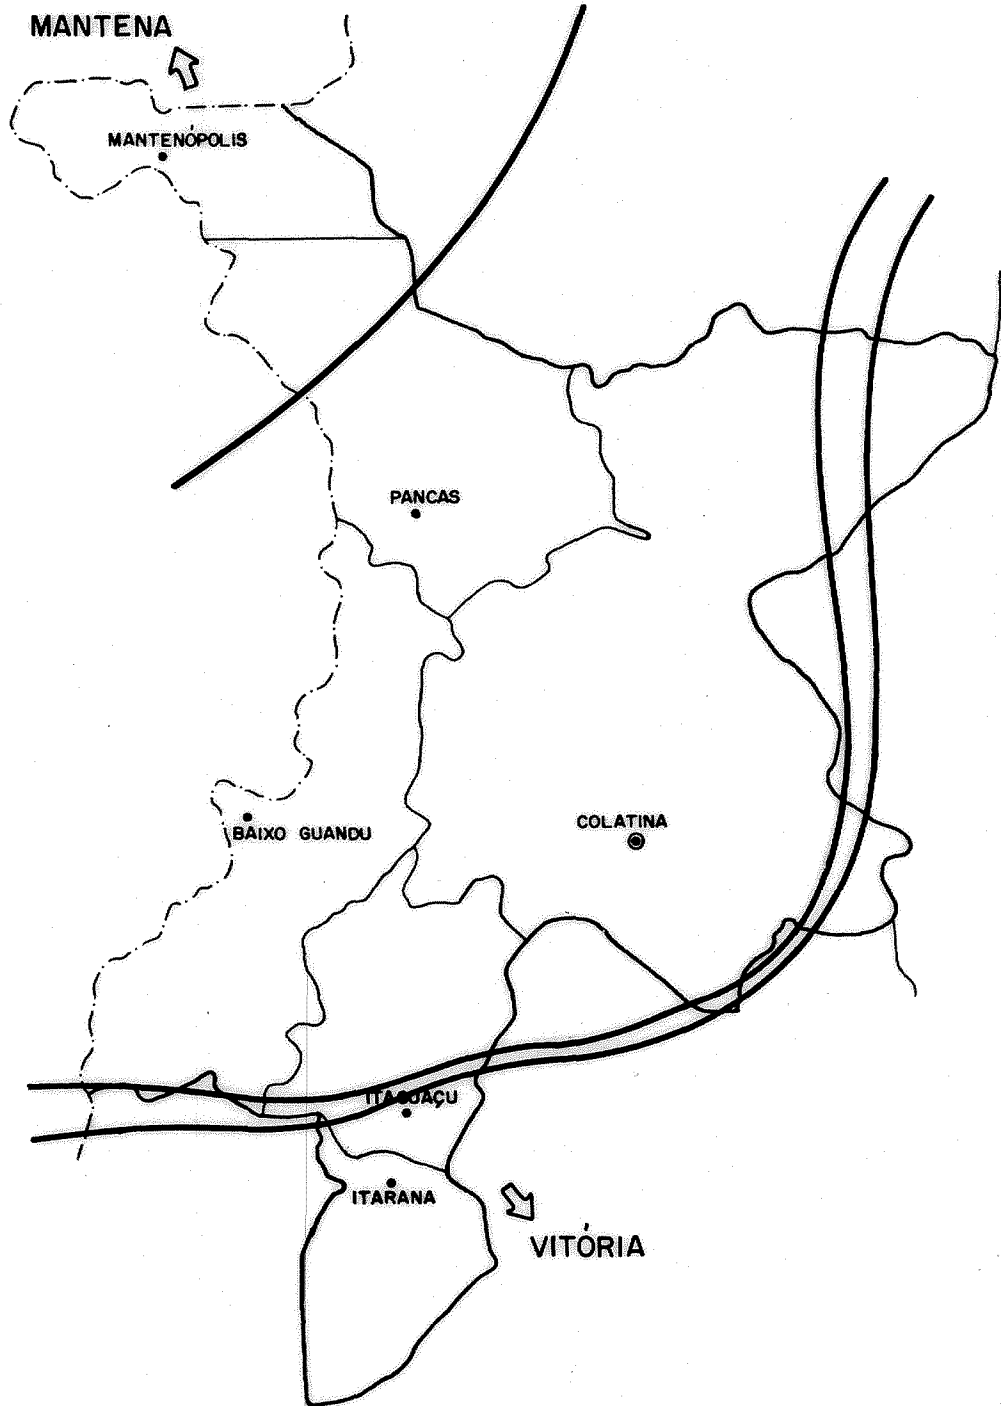 MANTENA
MANTENÓPOLIS
PANCAS
COLATINA
BAIXO GUANDU
ITAGUAÇU
ITARANA
VITÓRIA